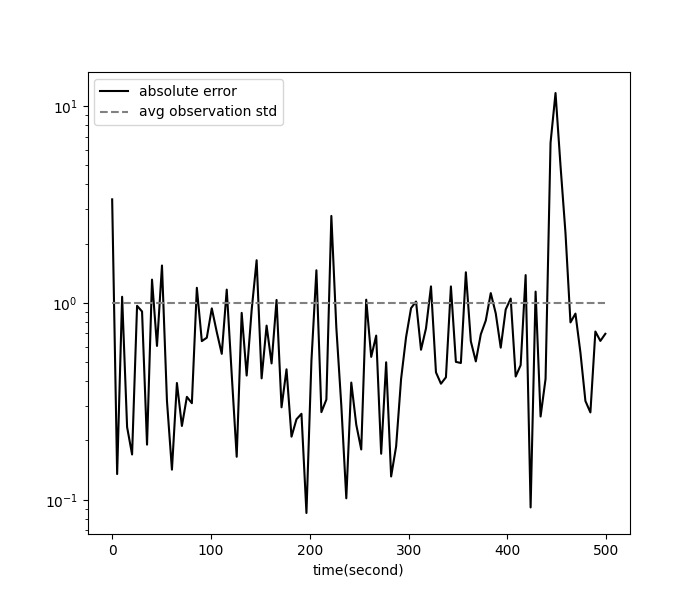 absolute error
avg observation std
10¹
10⁰
10⁻¹
0 100 200 300 400 500
time(second)